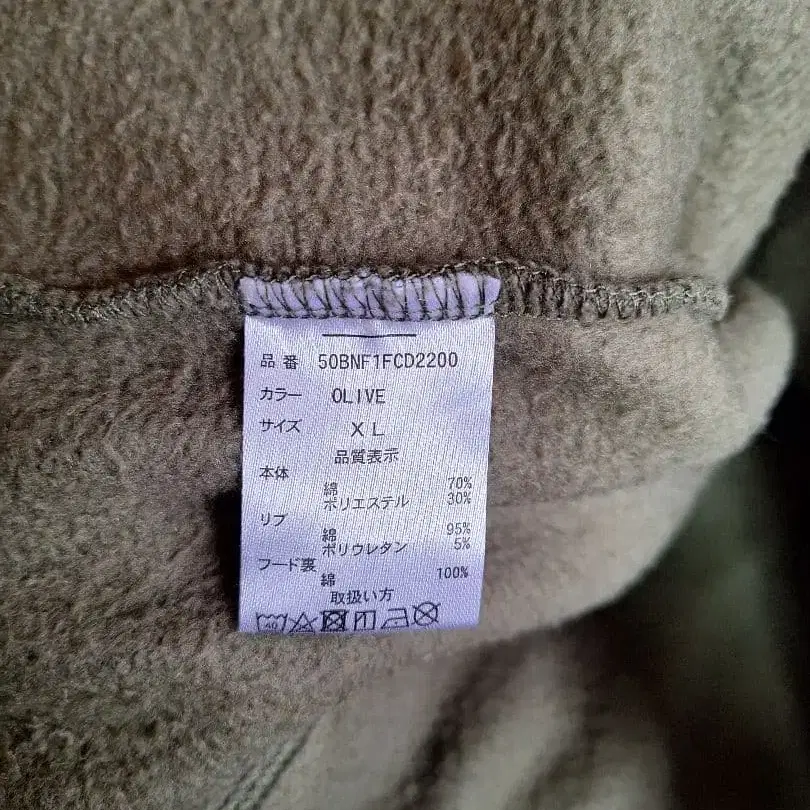 品番 50BNF1FCD2200
カラー OLIVE
サイズ XL
品質表示
本体
綿 70%
ポリエステル 30%
リブ
綿 95%
ポリウレタン 5%
フード裏
綿 100%
取扱い方
40